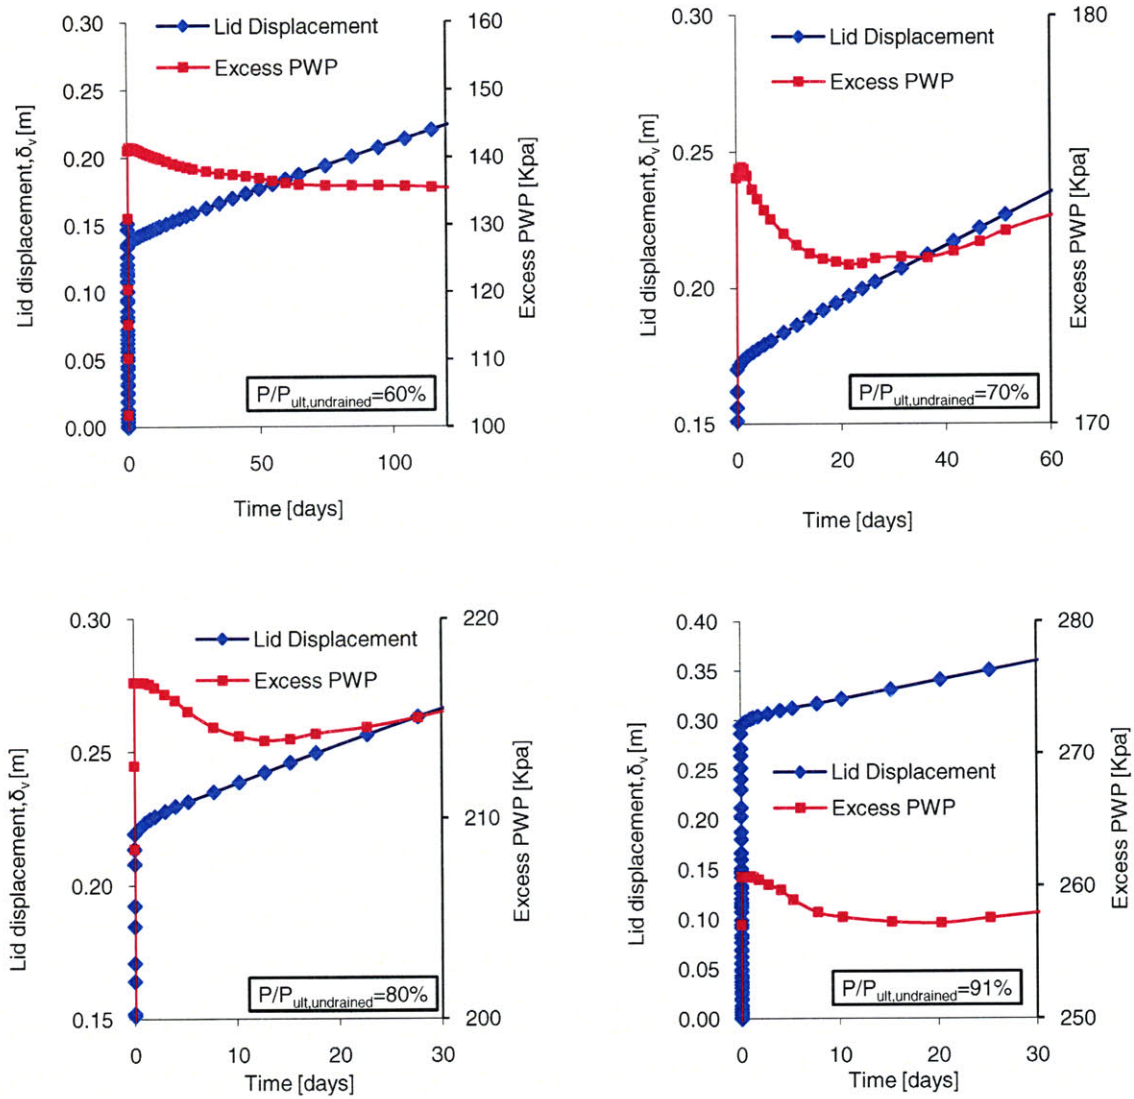 Lid Displacement
Excess PWP
0.30
0.25
0.20
0.15
0.10
0.05
0.00
160
150
140
130
120
110
100
Lid displacement,δv [m]
Excess PWP [Kpa]
P/Pult,undrained=60%
0
50
100
Time [days]
Lid Displacement
Excess PWP
0.30
0.25
0.20
0.15
180
170
Lid displacement,δv [m]
Excess PWP [Kpa]
P/Pult,undrained=70%
0
20
40
60
Time [days]
Lid Displacement
Excess PWP
0.30
0.25
0.20
0.15
220
210
200
Lid displacement,δv [m]
Excess PWP [Kpa]
P/Pult,undrained=80%
0
10
20
30
Time [days]
Lid Displacement
Excess PWP
0.40
0.35
0.30
0.25
0.20
0.15
0.10
0.05
0.00
280
270
260
250
Lid displacement,δv [m]
Excess PWP [Kpa]
P/Pult,undrained=91%
0
10
20
30
Time [days]